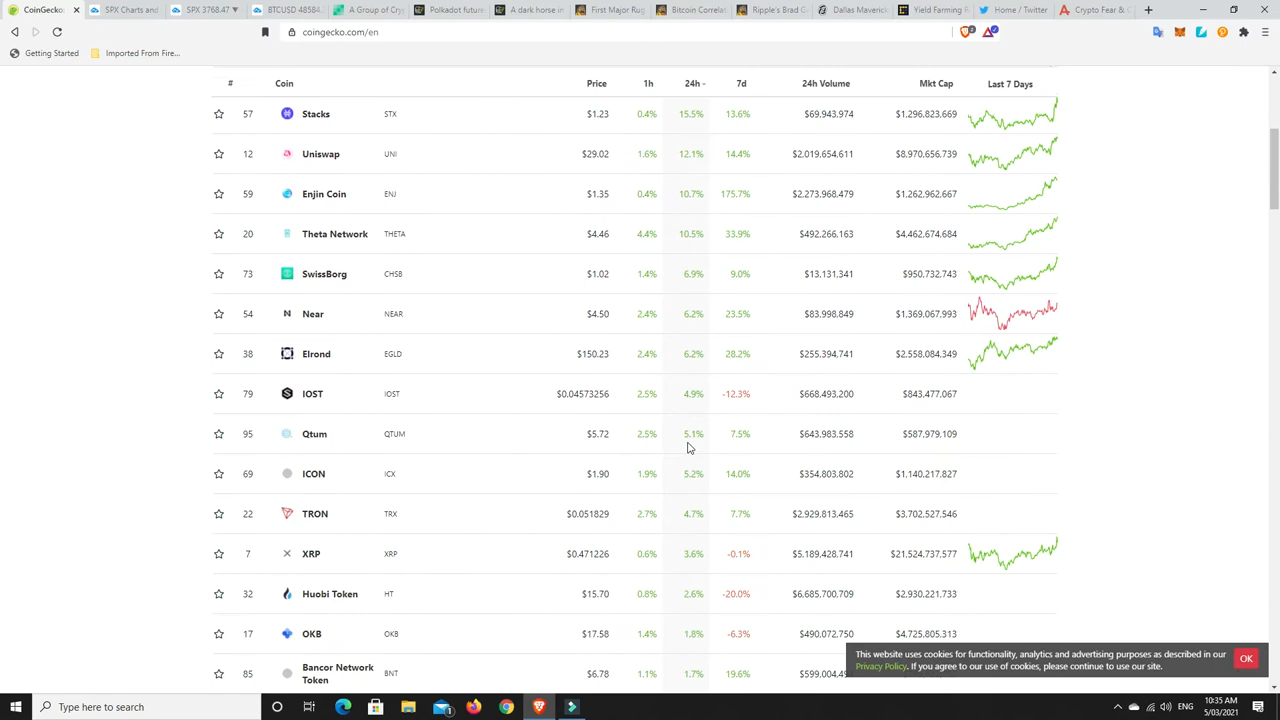 CoinGecko:
SPX Charts and
SPX 3768.47
BTCUSD 48584.
A Group of Cry
Polkadot future
A dark horse in
First Major Rug
Bitcoin Correlat
Ripple's Brad G
Dallas Maverick
Yield Farming R
Home / Twitter
Crypto Fear & G
coingecko.com/en
Getting Started
Imported From Fire...
# Coin Price 1h 24h 7d 24h Volume Mkt Cap Last 7 Days
57 Stacks STX $1.23 0.4% 15.5% 13.6% $69,943,974 $1,296,823,669
12 Uniswap UNI $29.02 1.6% 12.1% 14.4% $2,019,654,611 $8,970,656,739
59 Enjin Coin ENJ $1.35 0.4% 10.7% 175.7% $2,273,968,479 $1,262,962,667
20 Theta Network THETA $4.46 4.4% 10.5% 33.9% $492,266,163 $4,462,674,684
73 SwissBorg CHSB $1.02 1.4% 6.9% 9.0% $13,131,341 $950,732,743
54 Near NEAR $4.50 2.4% 6.2% 23.5% $83,998,849 $1,369,067,993
38 Elrond EGLD $150.23 2.4% 6.2% 28.2% $255,394,741 $2,558,084,349
79 IOST IOST $0.04573256 2.5% 4.9% -12.3% $668,493,200 $843,477,067
95 Qtum QTUM $5.72 2.5% 5.1% 7.5% $643,983,558 $587,979,109
69 ICON ICX $1.90 1.9% 5.2% 14.0% $354,803,802 $1,140,217,827
22 TRON TRX $0.051829 2.7% 4.7% 7.7% $2,929,813,465 $3,702,527,546
7 XRP XRP $0.471226 0.6% 3.6% -0.1% $5,189,428,741 $21,524,737,577
32 Huobi Token HT $15.70 0.8% 2.6% -20.0% $6,685,700,709 $2,930,221,733
17 OKB OKB $17.58 1.4% 1.8% -6.3% $490,072,750 $4,725,805,313
85 Bancor Network
Token BNT $6.78 1.1% 1.7% 19.6%
This website uses cookies for functionality, analytics and advertising purposes as described in our
Privacy Policy. If you agree to our use of cookies, please continue to use our site.
OK
Type here to search
ENG
10:35 AM
5/03/2021